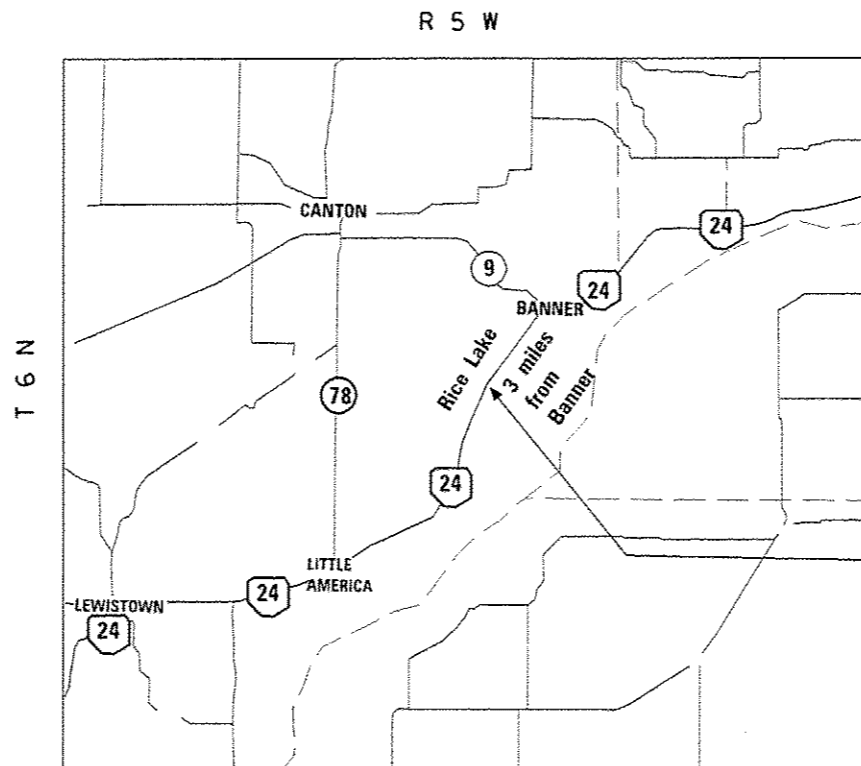 R 5 W
CANTON
24
9
24
BANNER
Rice Lake
3 miles
from
Banner
T 6 N
78
24
LITTLE
AMERICA
24
LEWISTOWN
24